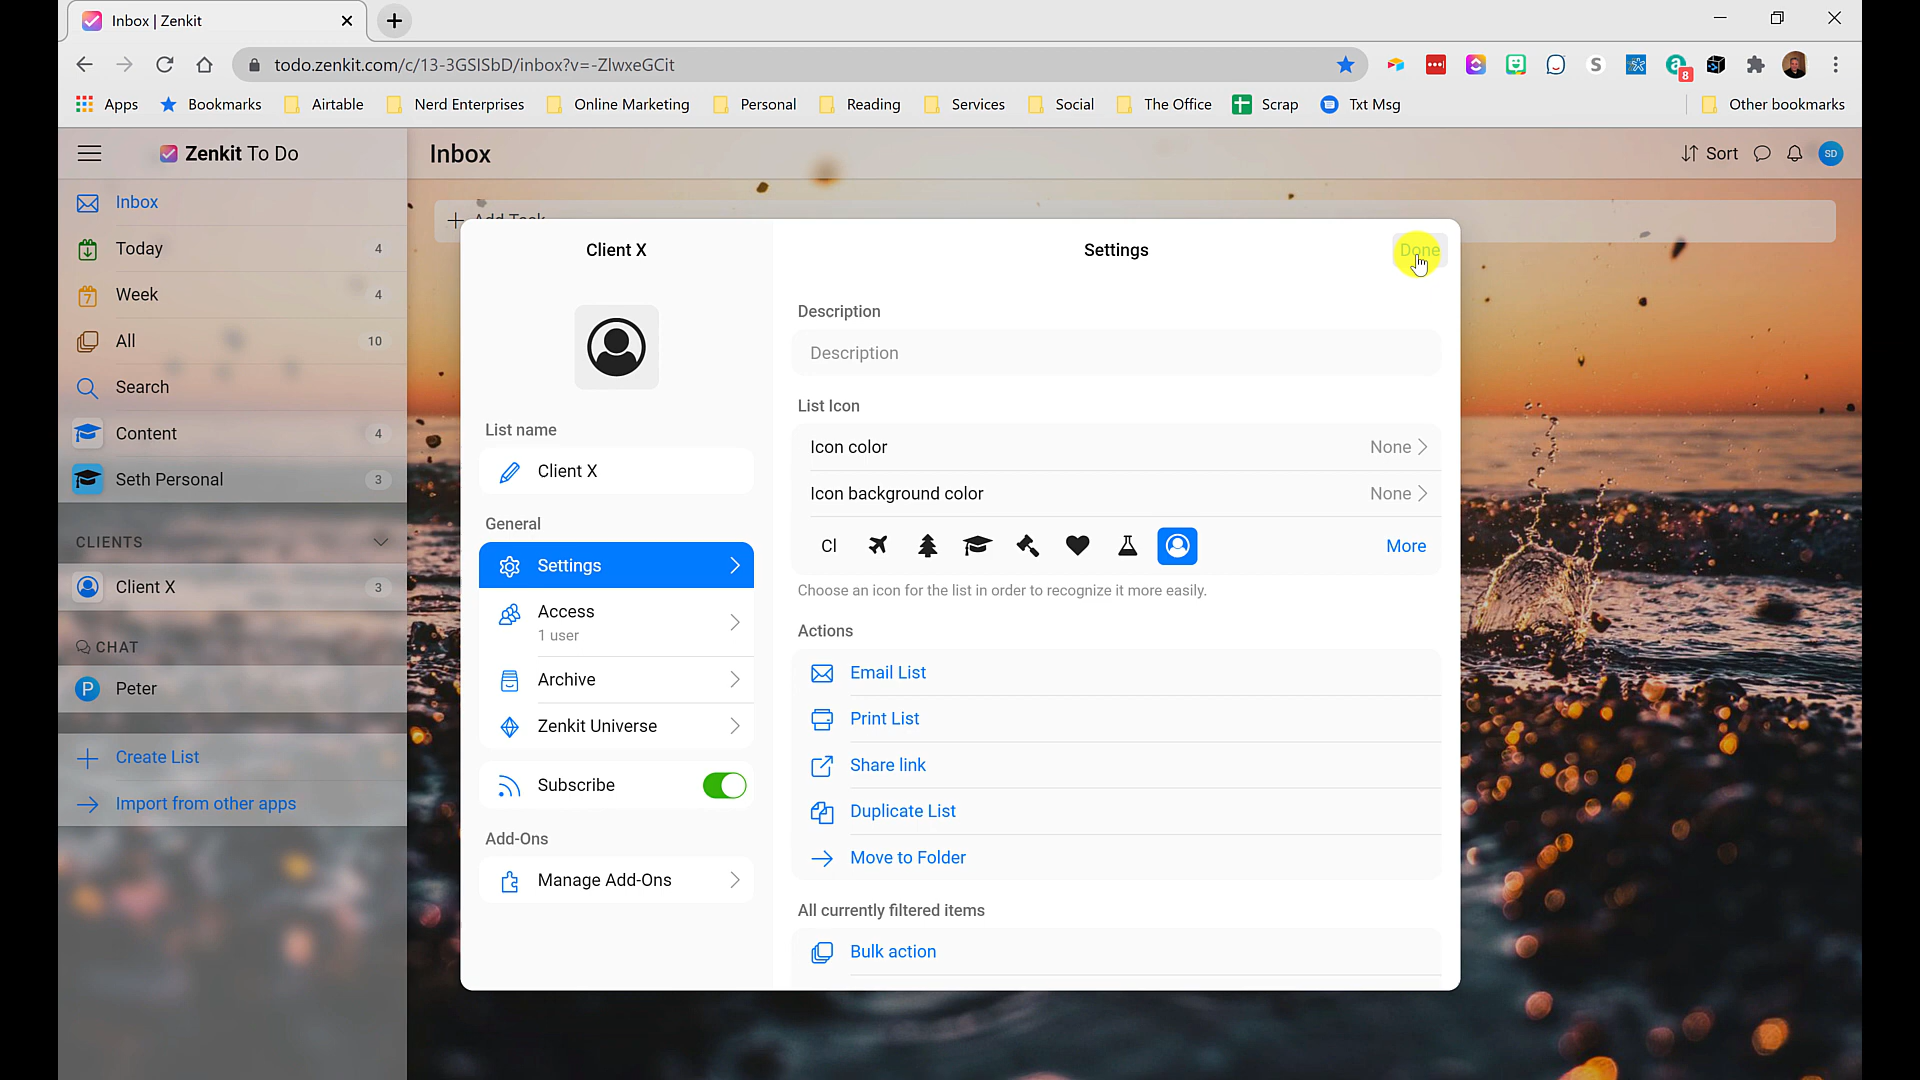 Inbox | Zenkit
todo.zenkit.com/c/13-3GSISbD/inbox?v=-ZlwxeGCit
8
Apps Bookmarks Airtable Nerd Enterprises Online Marketing Personal Reading Services Social The Office Scrap Txt Msg Other bookmarks
Zenkit To Do
Inbox
Sort
SD
Inbox
Today 4
7 Week 4
All 10
Search
Content 4
Seth Personal 3
CLIENTS
Client X 3
CHAT
P Peter
Create List
Import from other apps
Add Task
Client X
List name
Client X
General
Settings
Access
1 user
Archive
Zenkit Universe
Subscribe
Add-Ons
Manage Add-Ons
Settings
Done
Description
Description
List Icon
Icon color None
Icon background color None
Cl More
Choose an icon for the list in order to recognize it more easily.
Actions
Email List
Print List
Share link
Duplicate List
Move to Folder
All currently filtered items
Bulk action